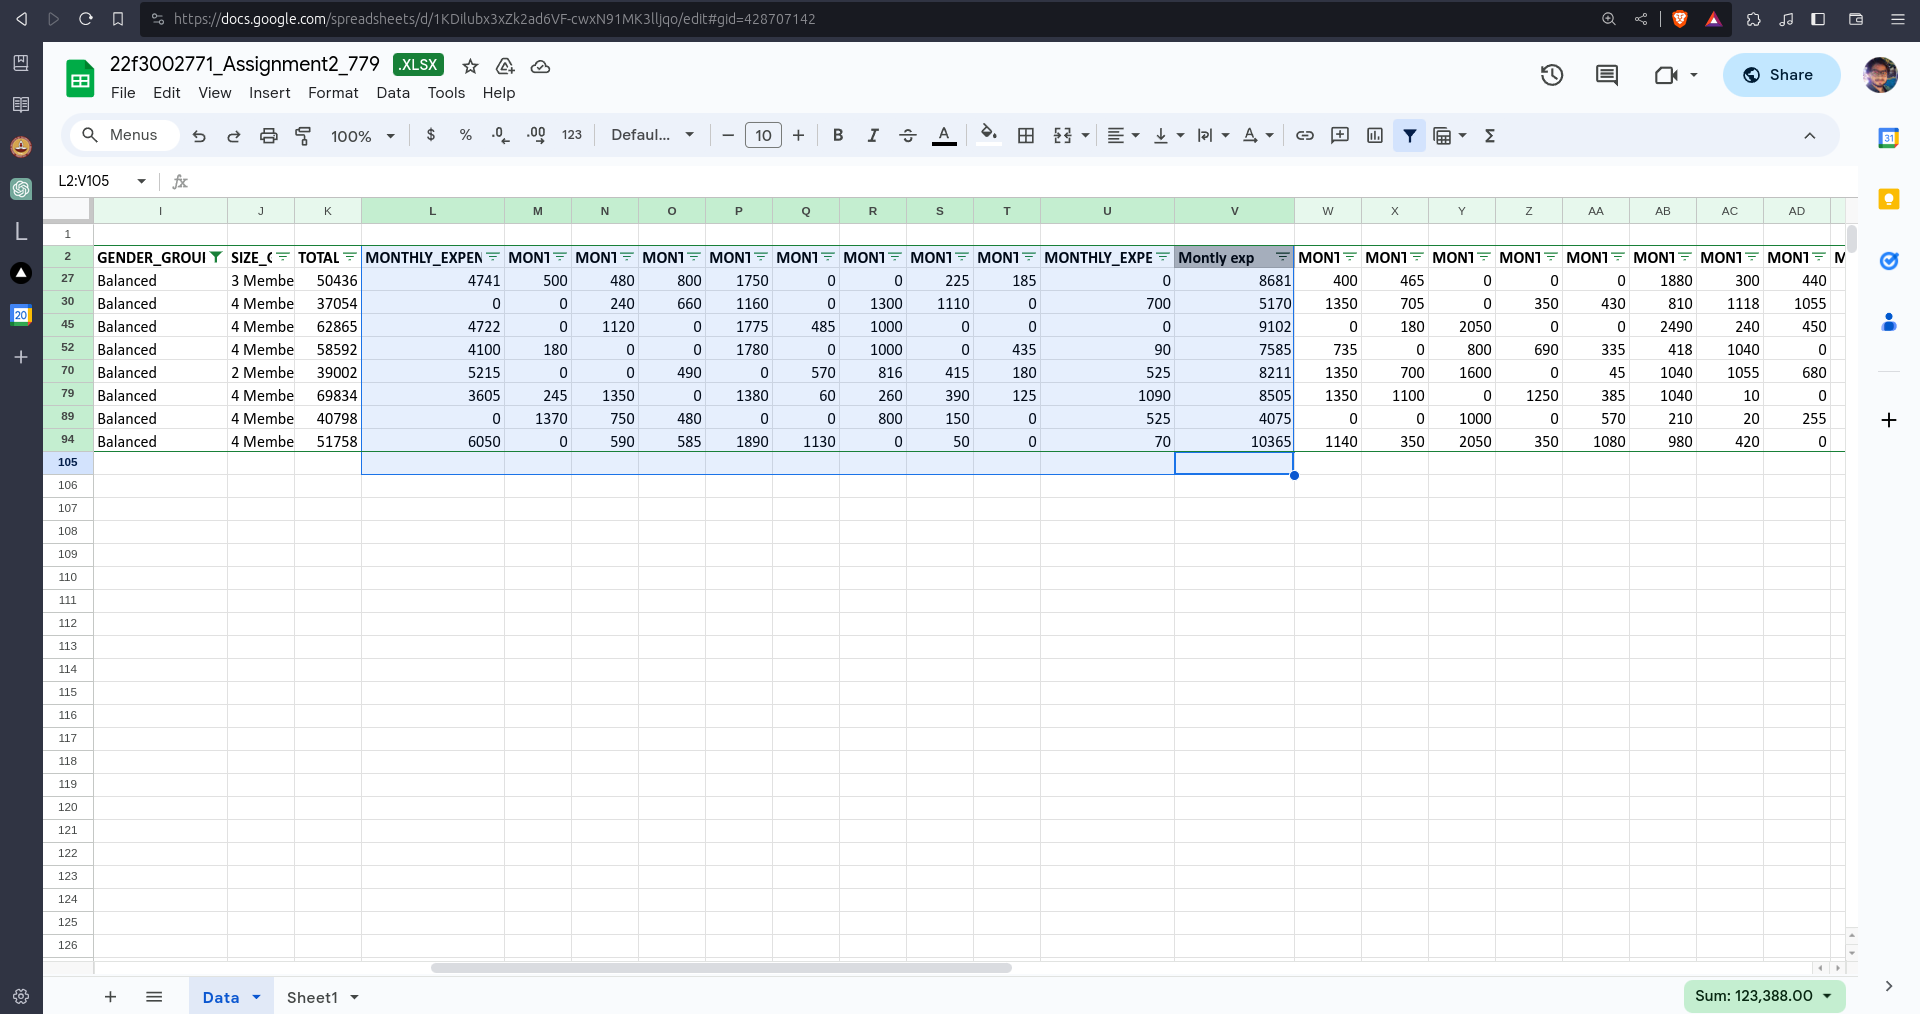 https://docs.google.com/spreadsheets/d/1KDIlubx3xZk2ad6VF-cwxN91MK3lljqo/edit#gid=428707142
22f3002771_Assignment2_779 .XLSX
Share
File Edit View Insert Format Data Tools Help
Menus 100% $ % .0 .00 123 Defaul... 10 B I S A
L2:V105 fx
I J K L M N O P Q R S T U V W X Y Z AA AB AC AD
1
2 GENDER_GROUI SIZE_C TOTAL MONTHLY_EXPEN MONT MONT MONT MONT MONT MONT MONT MONT MONTHLY_EXPE Montly exp MONT MONT MONT MONT MONT MONT MONT MONT M
27 Balanced 3 Membe 50436 4741 500 480 800 1750 0 0 225 185 0 8681 400 465 0 0 0 1880 300 440
30 Balanced 4 Membe 37054 0 0 240 660 1160 0 1300 1110 0 700 5170 1350 705 0 350 430 810 1118 1055
45 Balanced 4 Membe 62865 4722 0 1120 0 1775 485 1000 0 0 0 9102 0 180 2050 0 0 2490 240 450
52 Balanced 4 Membe 58592 4100 180 0 0 1780 0 1000 0 435 90 7585 735 0 800 690 335 418 1040 0
70 Balanced 2 Membe 39002 5215 0 0 490 0 570 816 415 180 525 8211 1350 700 1600 0 45 1040 1055 680
79 Balanced 4 Membe 69834 3605 245 1350 0 1380 60 260 390 125 1090 8505 1350 1100 0 1250 385 1040 10 0
89 Balanced 4 Membe 40798 0 1370 750 480 0 0 800 150 0 525 4075 0 0 1000 0 570 210 20 255
94 Balanced 4 Membe 51758 6050 0 590 585 1890 1130 0 50 0 70 10365 1140 350 2050 350 1080 980 420 0
105
106
107
108
109
110
111
112
113
114
115
116
117
118
119
120
121
122
123
124
125
126
Data Sheet1 Sum: 123,388.00
L
20
31